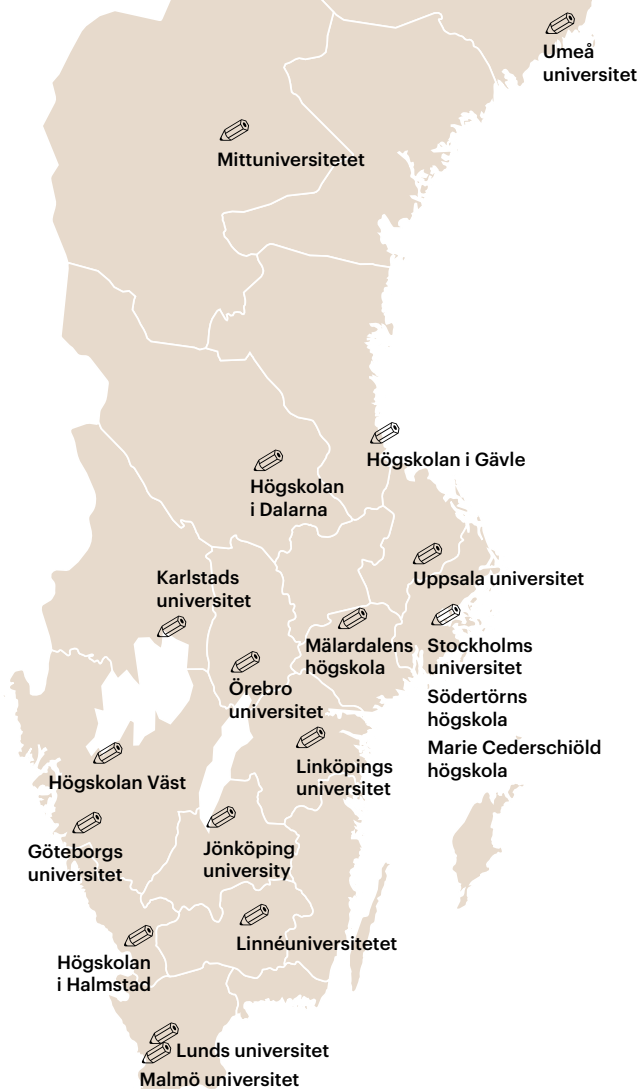 Umeå
universitet
Mittuniversitetet
Högskolan i Gävle
Högskolan
i Dalarna
Uppsala universitet
Karlstads
universitet
Mälardalens
högskola
Stockholms
universitet
Södertörns
högskola
Marie Cederschiöld
högskola
Örebro
universitet
Linköpings
universitet
Högskolan Väst
Göteborgs
universitet
Jönköping
university
Linnéuniversitetet
Högskolan
i Halmstad
Lunds universitet
Malmö universitet